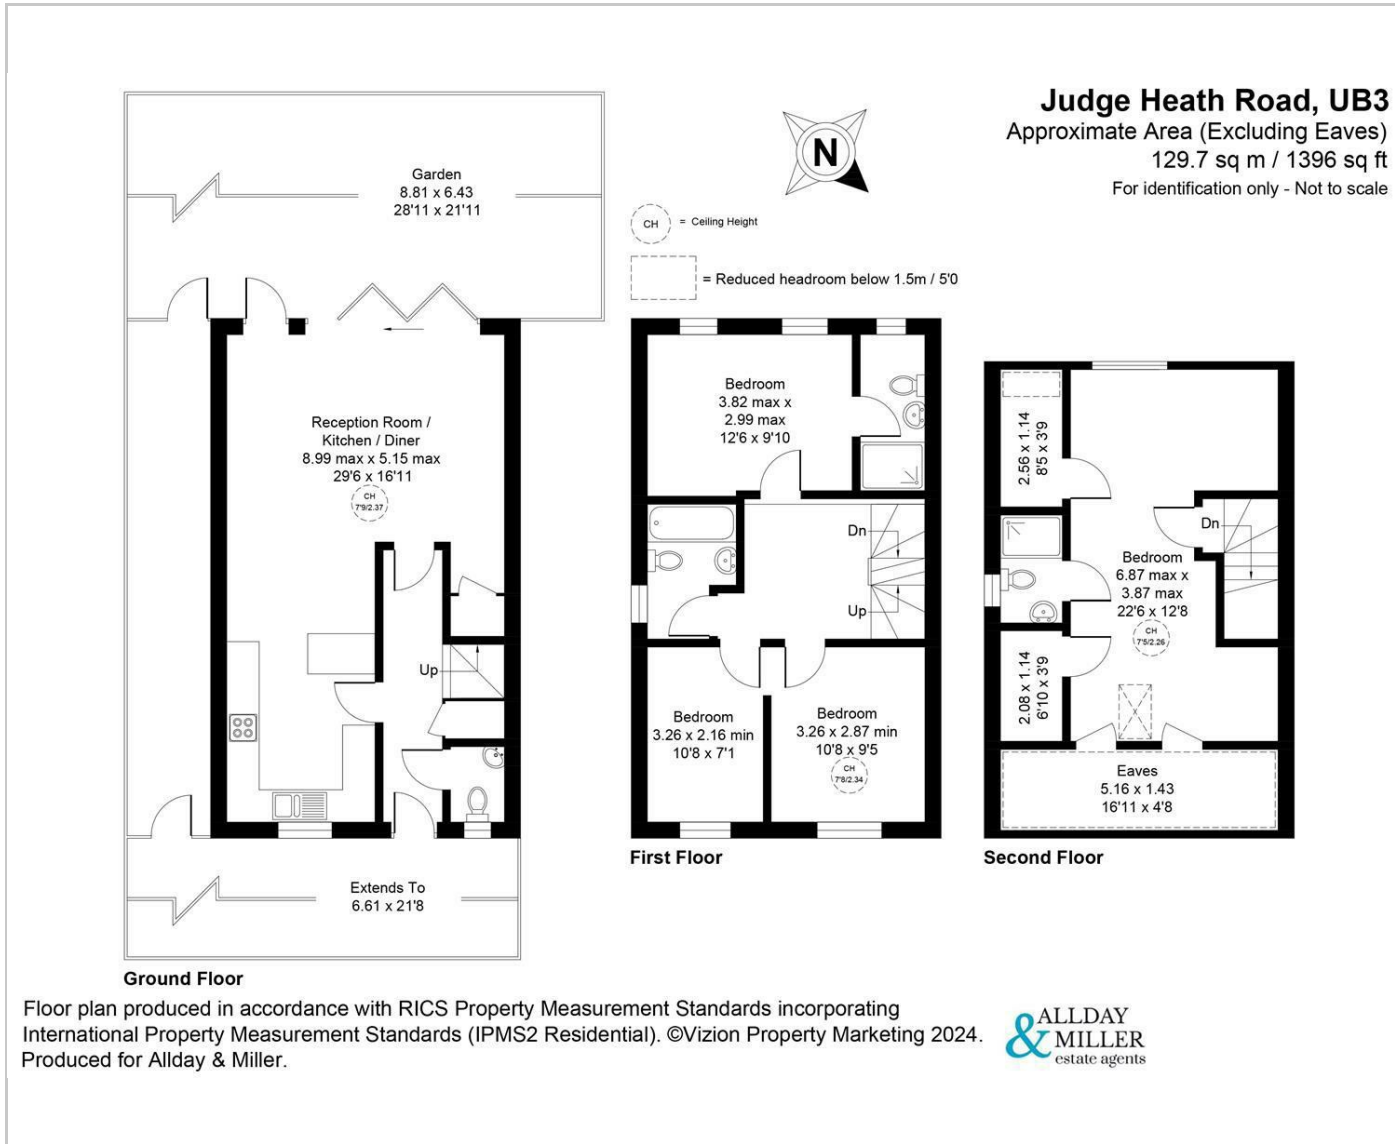 Judge Heath Road, UB3
Approximate Area (Excluding Eaves)
129.7 sq m / 1396 sq ft
For identification only - Not to scale
N
CH
= Ceiling Height
= Reduced headroom below 1.5m / 5'0
Garden
8.81 x 6.43
28'11 x 21'11
Reception Room /
Kitchen / Diner
8.99 max x 5.15 max
29'6 x 16'11
CH
7'9/2.37
Up
Extends To
6.61 x 21'8
Ground Floor
Bedroom
3.82 max x
2.99 max
12'6 x 9'10
Dn
Up
Bedroom
3.26 x 2.16 min
10'8 x 7'1
Bedroom
3.26 x 2.87 min
10'8 x 9'5
CH
7'8/2.34
First Floor
2.56 x 1.14
8'5 x 3'9
Dn
Bedroom
6.87 max x
3.87 max
22'6 x 12'8
CH
7'5/2.26
2.08 x 1.14
6'10 x 3'9
Eaves
5.16 x 1.43
16'11 x 4'8
Second Floor
Floor plan produced in accordance with RICS Property Measurement Standards incorporating
International Property Measurement Standards (IPMS2 Residential). ©Vizion Property Marketing 2024.
Produced for Allday & Miller.
ALLDAY
& MILLER
estate agents